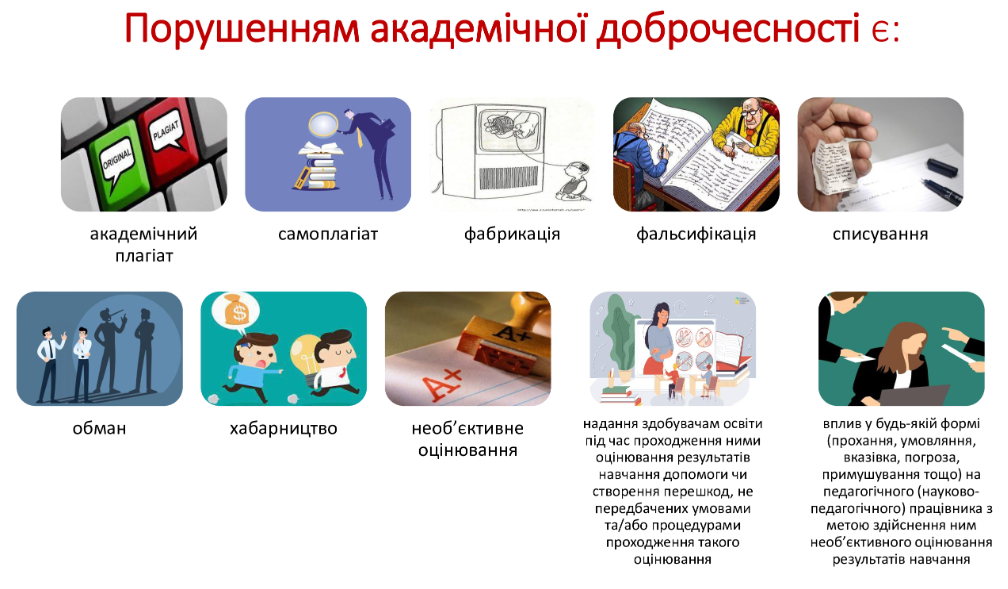 Порушенням академічної доброчесності є:
ORIGINAL
PLAGIAT
академічний
плагіат
самоплагіат
фабрикація
фальсифікація
списування
$
A+
A+
обман
хабарництво
необ’єктивне
оцінювання
надання здобувачам освіти
під час проходження ними
оцінювання результатів
навчання допомоги чи
створення перешкод, не
передбачених умовами
та/або процедурами
проходження такого
оцінювання
вплив у будь-якій формі
(прохання, умовляння,
вказівка, погроза,
примушування тощо) на
педагогічного (науково-
педагогічного) працівника з
метою здійснення ним
необ’єктивного оцінювання
результатів навчання